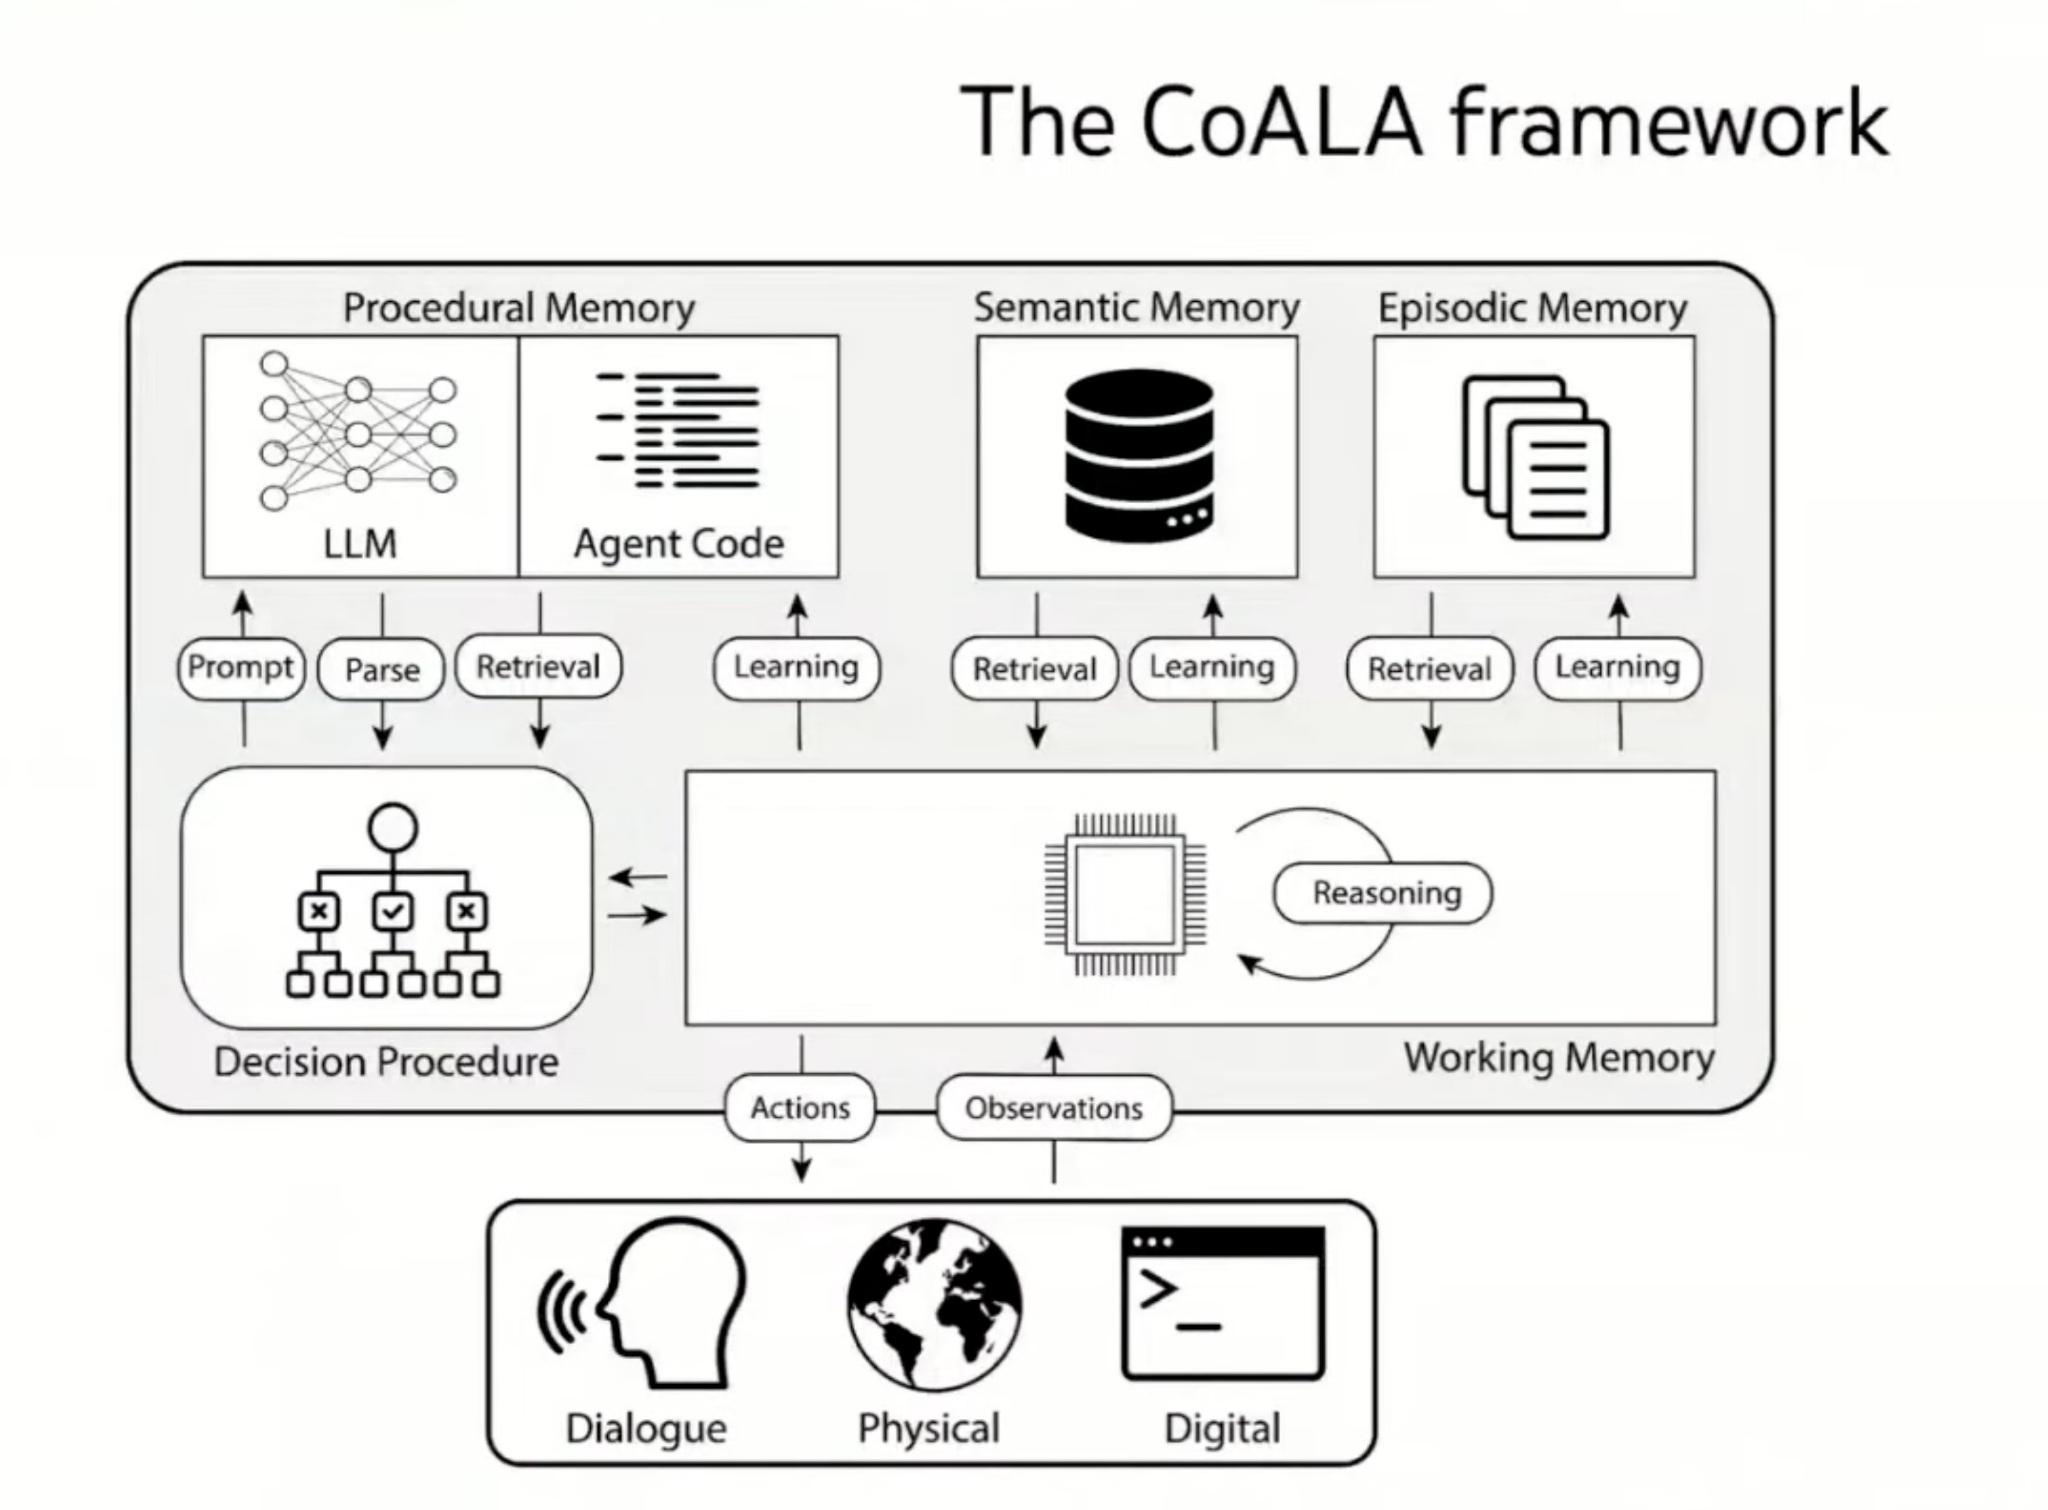 The CoALA framework
Procedural Memory
Semantic Memory
Episodic Memory
LLM
Agent Code
Prompt
Parse
Retrieval
Learning
Retrieval
Learning
Retrieval
Learning
Reasoning
Decision Procedure
Working Memory
Actions
Observations
Dialogue
Physical
Digital